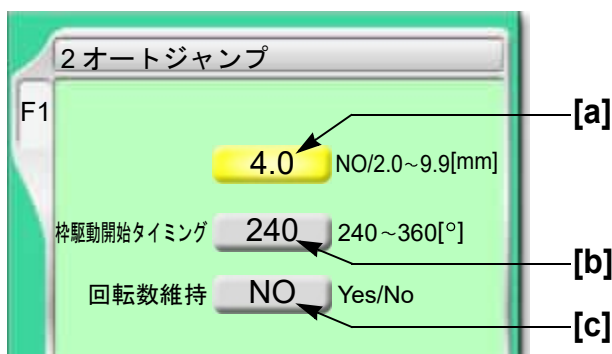 2 オートジャンプ
F1
[a]
4.0 NO/2.0~9.9[mm]
枠駆動開始タイミング 240 240~360[°]
[b]
回転数維持 NO Yes/No
[c]